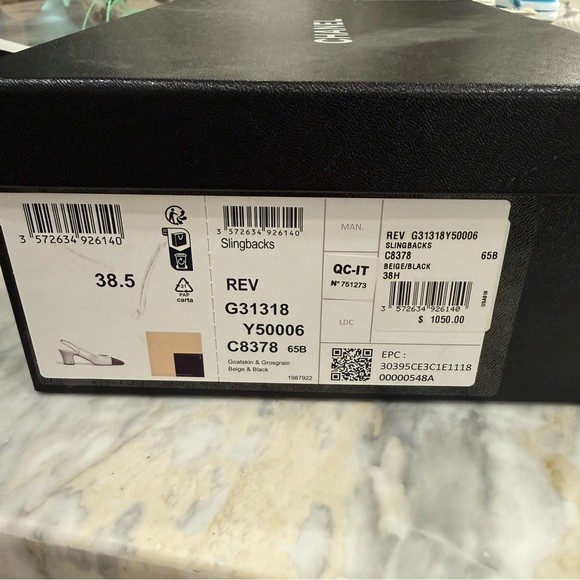 CHANEL
3 572634 926140
38.5
21
PAP
carta
3 572634 926140
Slingbacks
REV
G31318
Y50006
C8378 65B
Goatskin & Grosgrain
Beige & Black
1987922
MAN.
QC-IT
N° 751273
LDC
REV G31318Y50006
SLINGBACKS
C8378 65B
BEIGE/BLACK
38H
3 572634 926140
$ 1050.00
EPC :
30395CE3C1E1118
00000548A